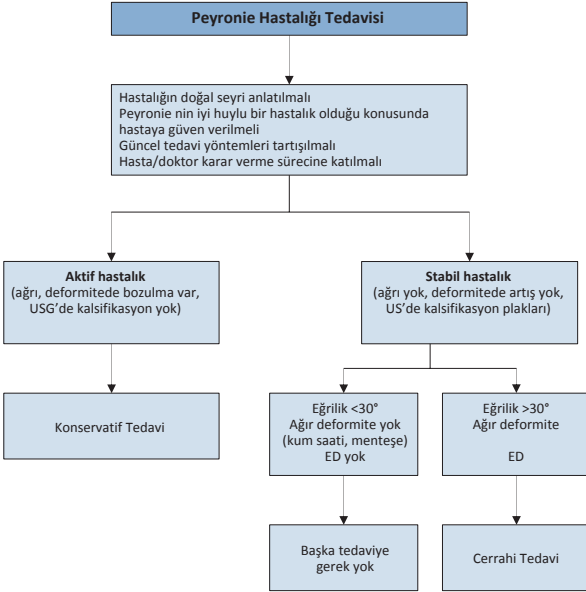 Peyronie Hastalığı Tedavisi
Hastalığın doğal seyri anlatılmalı
Peyronie nin iyi huylu bir hastalık olduğu konusunda
hastaya güven verilmeli
Güncel tedavi yöntemleri tartışılmalı
Hasta/doktor karar verme sürecine katılmalı
Aktif hastalık
(ağrı, deformitede bozulma var,
USG'de kalsifikasyon yok)
Stabil hastalık
(ağrı yok, deformitede artış yok,
US'de kalsifikasyon plakları)
Konservatif Tedavi
Eğrilik <30°
Ağır deformite yok
(kum saati, menteşe)
ED yok
Eğrilik >30°
Ağır deformite
ED
Başka tedaviye
gerek yok
Cerrahi Tedavi